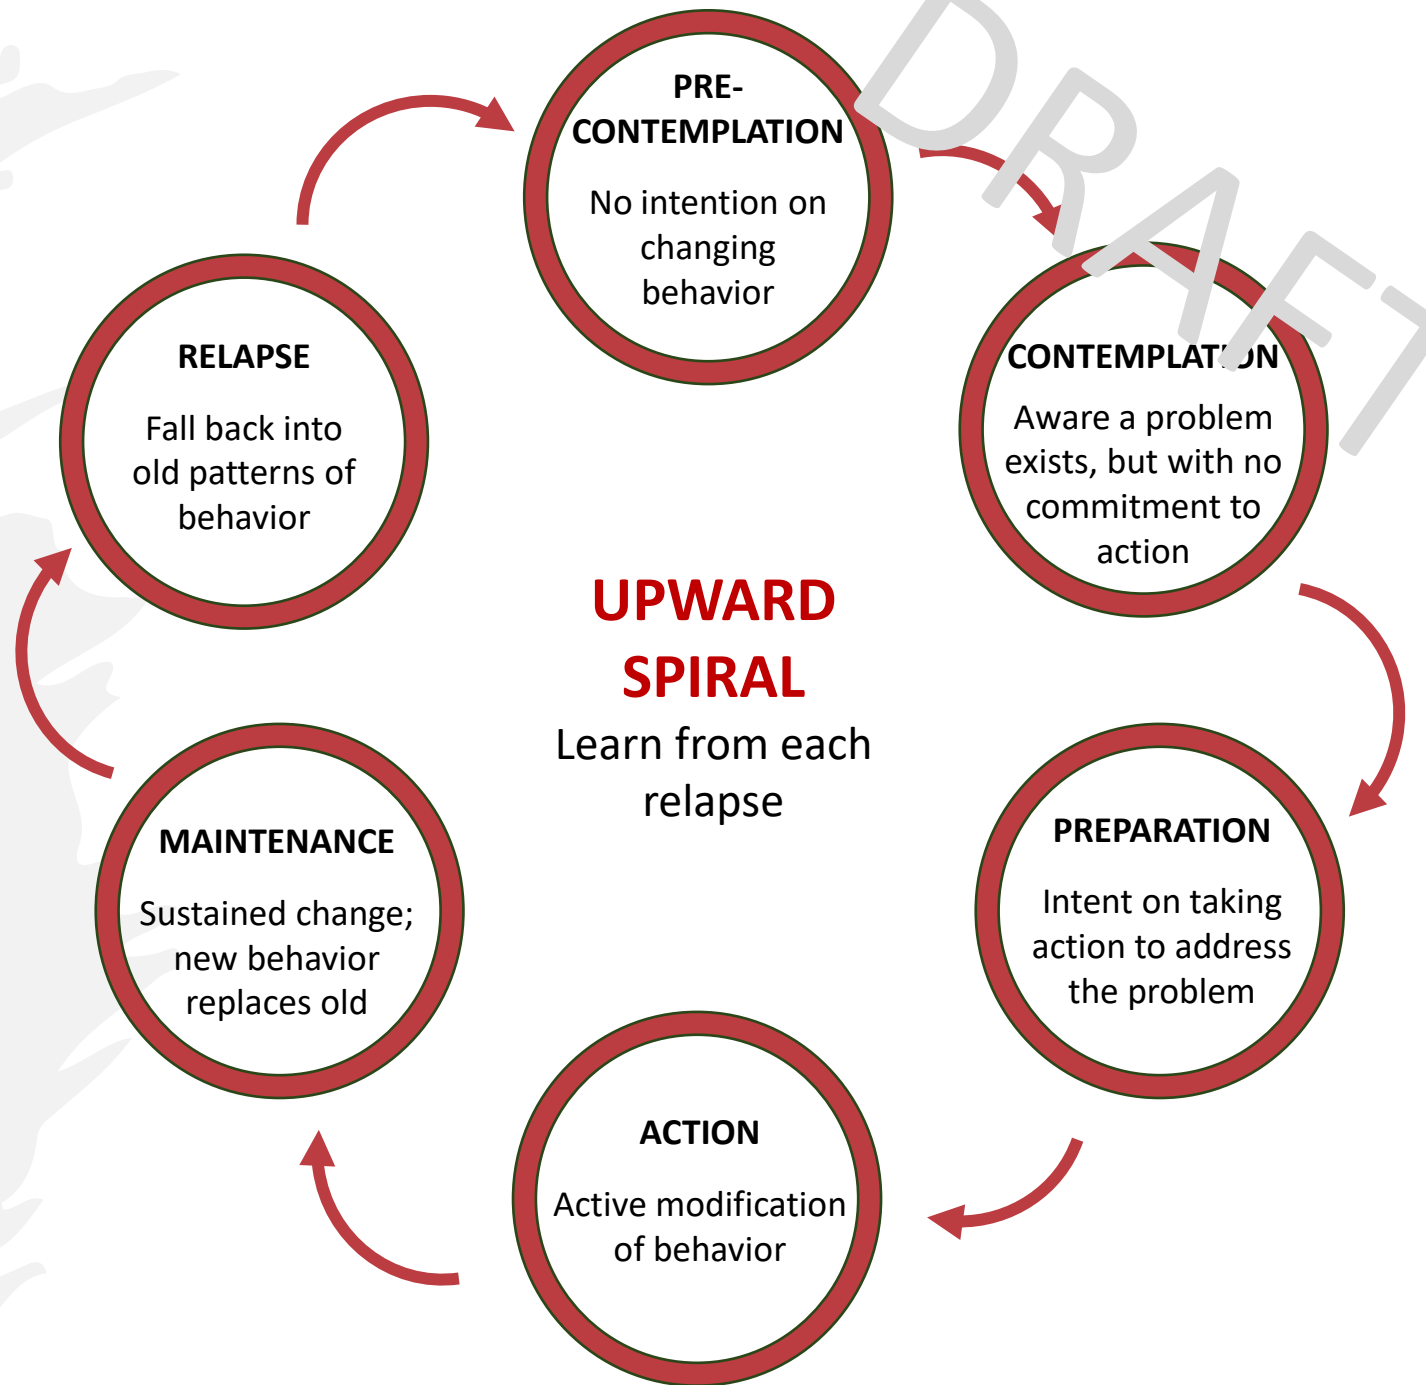 PRE-
CONTEMPLATION
No intention on
changing
behavior
CONTEMPLATION
Aware a problem
exists, but with no
commitment to
action
PREPARATION
Intent on taking
action to address
the problem
ACTION
Active modification
of behavior
MAINTENANCE
Sustained change;
new behavior
replaces old
RELAPSE
Fall back into
old patterns of
behavior
UPWARD
SPIRAL
Learn from each
relapse
DRAFT